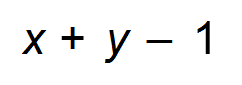 x + y – 1